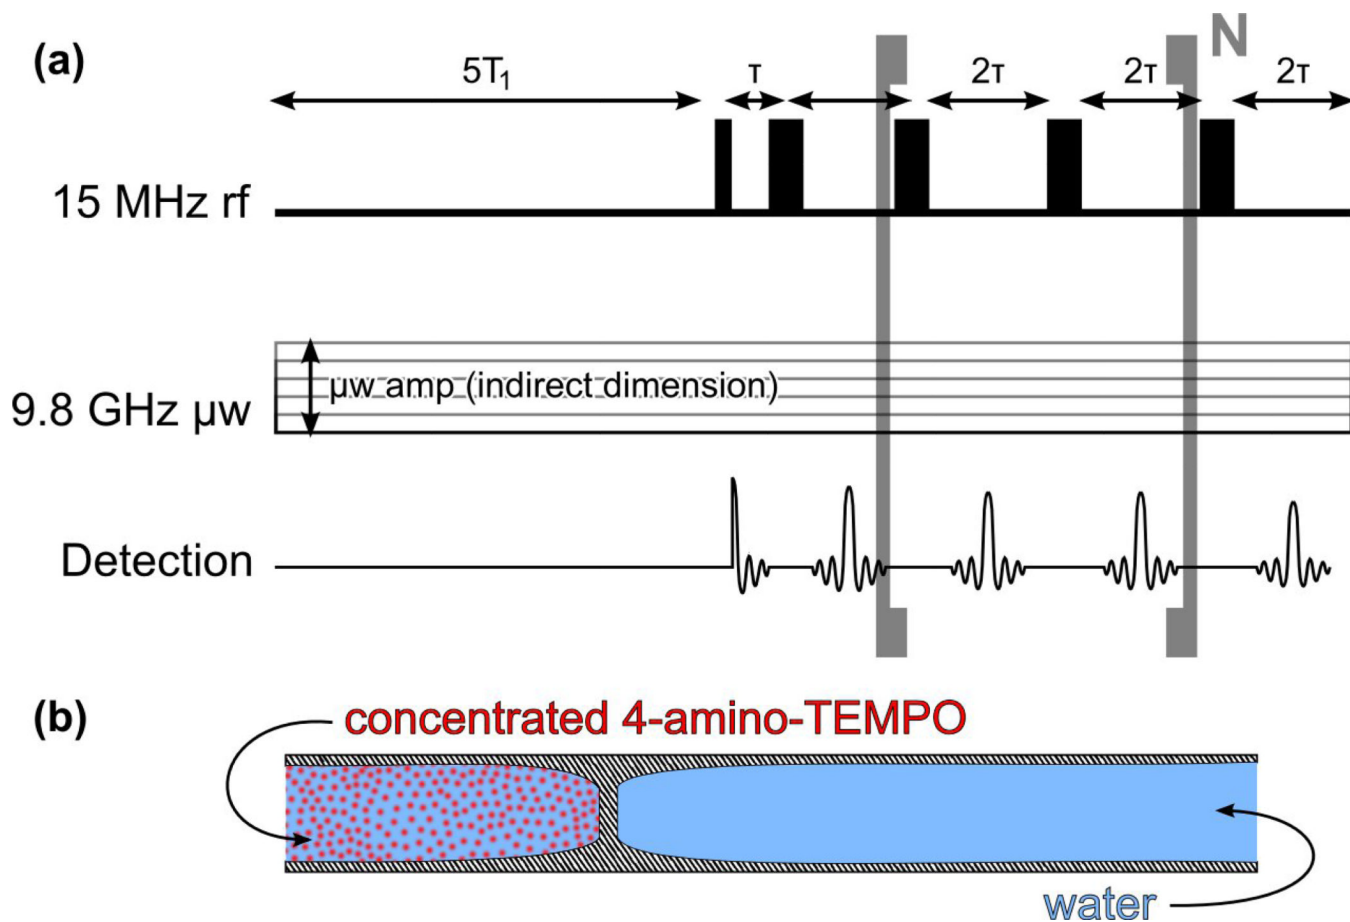 (a)
N
5T₁
τ
2τ
2τ
2τ
15 MHz rf
9.8 GHz μw
μw amp (indirect dimension)
Detection
(b)
concentrated 4-amino-TEMPO
water